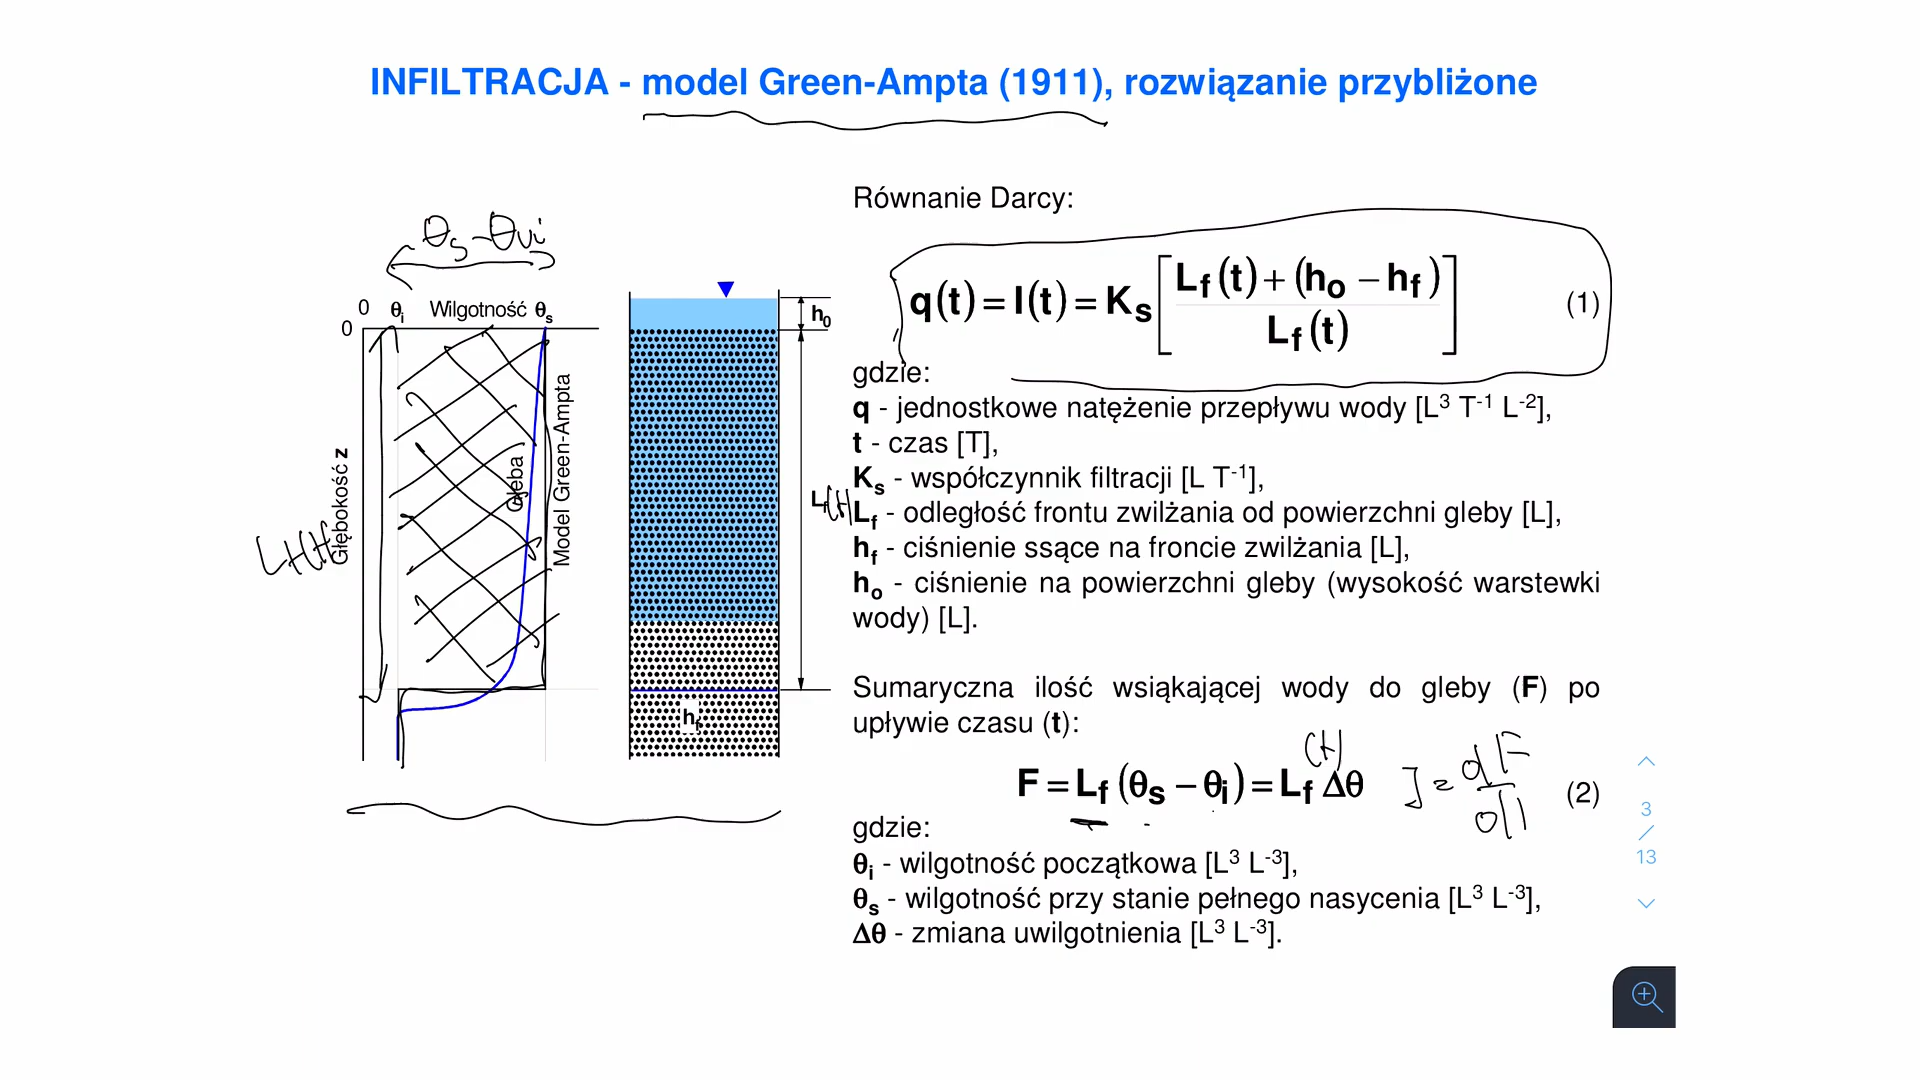 INFILTRACJA - model Green-Ampta (1911), rozwiązanie przybliżone
Równanie Darcy:
q(t) = I(t) = Ks [ (Lf(t) + (ho − hf)) / Lf(t) ] (1)
gdzie:
q - jednostkowe natężenie przepływu wody [L³ T⁻¹ L⁻²],
t - czas [T],
Ks - współczynnik filtracji [L T⁻¹],
Lf - odległość frontu zwilżania od powierzchni gleby [L],
hf - ciśnienie ssące na froncie zwilżania [L],
ho - ciśnienie na powierzchni gleby (wysokość warstewki
wody) [L].
Sumaryczna ilość wsiąkającej wody do gleby (F) po
upływie czasu (t):
(t)
F = Lf (θs − θi) = Lf Δθ (2)
gdzie:
θi - wilgotność początkowa [L³ L⁻³],
θs - wilgotność przy stanie pełnego nasycenia [L³ L⁻³],
Δθ - zmiana uwilgotnienia [L³ L⁻³].
0 θi Wilgotność θs
0
Głębokość z
Gleba
Model Green-Ampta
h0
Lf (t)
hf
3
/
13